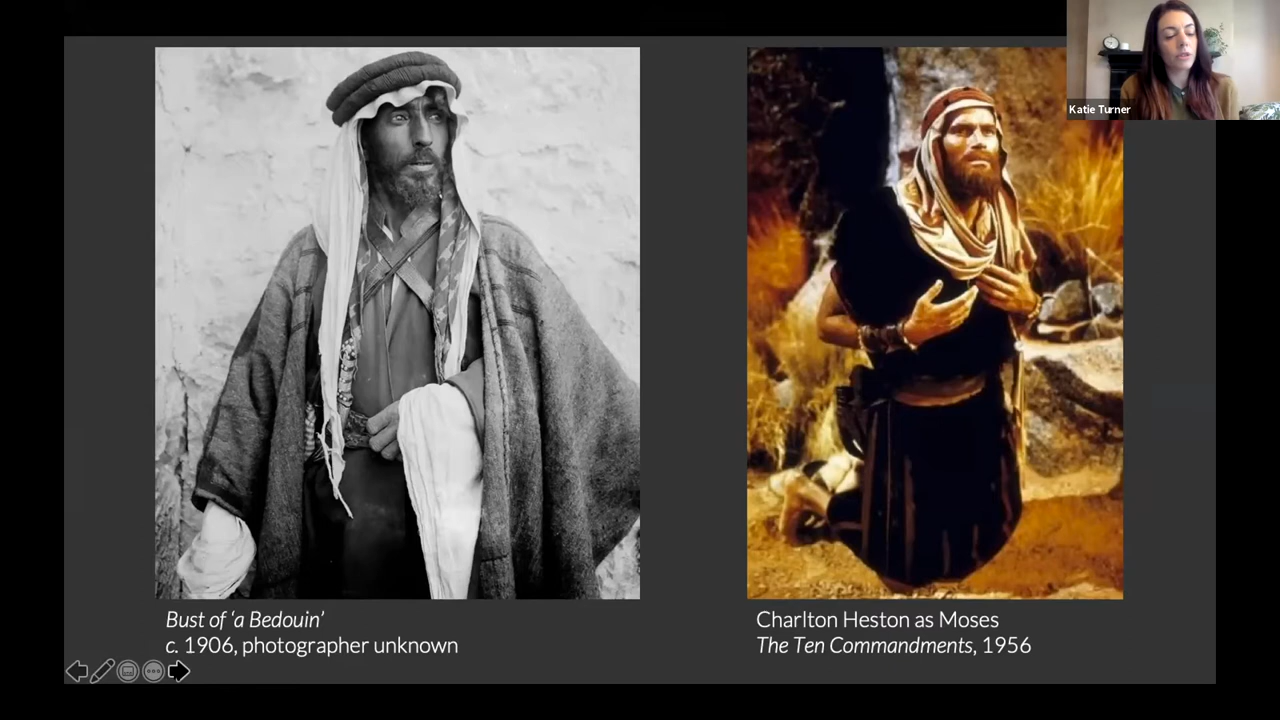 Katie Turner
Bust of ‘a Bedouin’
c. 1906, photographer unknown
Charlton Heston as Moses
The Ten Commandments, 1956